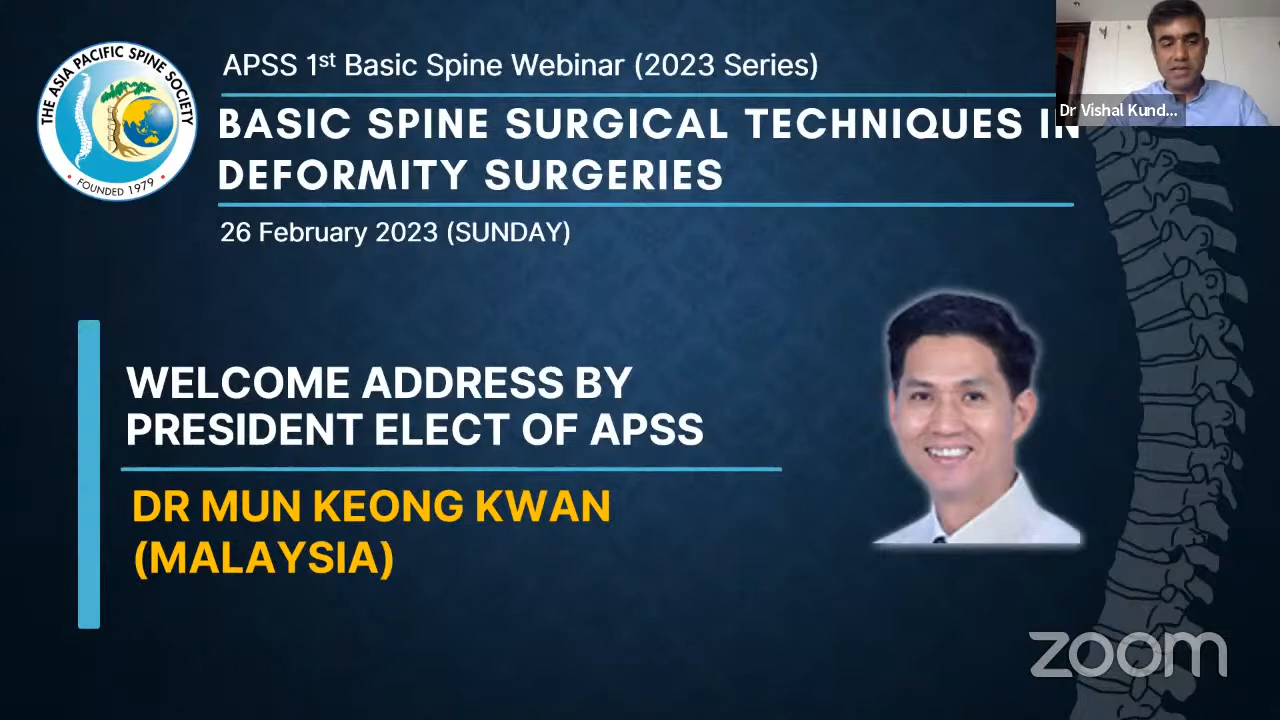 THE ASIA PACIFIC SPINE SOCIETY
FOUNDED 1979
APSS 1st Basic Spine Webinar (2023 Series)
BASIC SPINE SURGICAL TECHNIQUES IN
DEFORMITY SURGERIES
26 February 2023 (SUNDAY)
Dr Vishal Kund...
WELCOME ADDRESS BY
PRESIDENT ELECT OF APSS
DR MUN KEONG KWAN
(MALAYSIA)
zoom